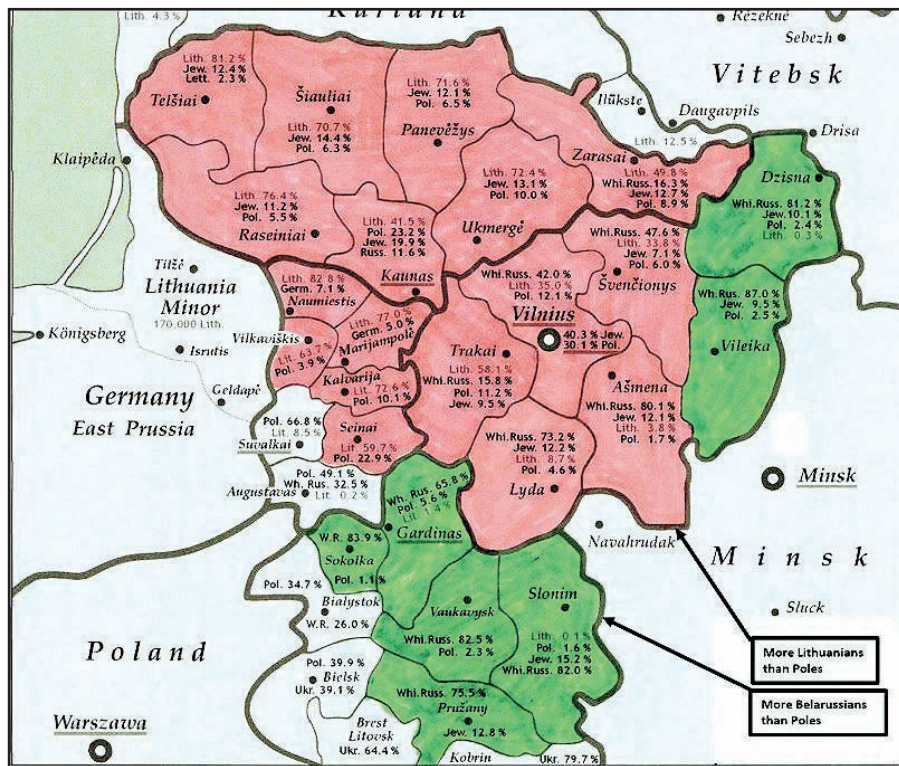 Kurland
Lith. 4.3 %
Rézekné
Sebezh
Vitebsk
Lith. 81.2 %
Jew. 12.4 %
Lett. 2.3 %
Telšiai
Šiauliai
Lith. 70.7 %
Jew. 14.4 %
Pol. 6.3 %
Lith. 71.6 %
Jew. 12.1 %
Pol. 6.5 %
Panevėžys
Ilūkste
Daugavpils
Lith. 12.5 %
Drisa
Klaipėda
Zarasai
Lith. 49.8 %
Whi.Russ. 16.3 %
Jew. 12.7 %
Pol. 8.9 %
Dzisna
Whi.Russ. 81.2 %
Jew. 10.1 %
Pol. 2.4 %
Lith. 0.3 %
Lith. 76.4 %
Jew. 11.2 %
Pol. 5.5 %
Raseiniai
Lith. 72.4 %
Jew. 13.1 %
Pol. 10.0 %
Ukmergė
Lith. 41.5 %
Pol. 23.2 %
Jew. 19.9 %
Russ. 11.6 %
Kaunas
Whi.Russ. 47.6 %
Lith. 33.8 %
Jew. 7.1 %
Pol. 6.0 %
Švenčionys
Tilžė
Lithuania
Minor
170,000 Lith.
Lith. 82.8 %
Germ. 7.1 %
Naumiestis
Whi.Russ. 42.0 %
Lith. 35.0 %
Pol. 12.1 %
Vilnius
40.3 % Jew.
30.1 % Pol.
Wh.Rus. 87.0 %
Jew. 9.5 %
Pol. 2.5 %
Vileika
Königsberg
Isrutis
Vilkaviškis
Lit. 63.7 %
Pol. 3.9 %
Lith. 77.0 %
Germ. 5.0 %
Marijampolė
Trakai
Lith. 58.1 %
Whi.Russ. 15.8 %
Pol. 11.2 %
Jew. 9.5 %
Kalvarija
Lit. 72.6 %
Pol. 10.1 %
Ašmena
Whi.Russ. 80.1 %
Jew. 12.1 %
Lith. 3.8 %
Pol. 1.7 %
Geldapė
Germany
East Prussia
Pol. 66.8 %
Lit. 8.5 %
Suvalkai
Seinai
Lit. 59.7 %
Pol. 22.9 %
Whi.Russ. 73.2 %
Jew. 12.2 %
Lith. 8.7 %
Pol. 4.6 %
Lyda
Minsk
Pol. 49.1 %
Wh. Rus. 32.5 %
Lit. 0.2 %
Augustavas
Wh. Rus. 65.8 %
Pol. 5.6 %
Lit. 1.4 %
Gardinas
Navahrudak
Minsk
W.R. 83.9 %
Sokolka
Pol. 1.1 %
Pol. 34.7 %
Bialystok
W.R. 26.0 %
Vaukavysk
Whi.Russ. 82.5 %
Pol. 2.3 %
Slonim
Lith. 0.1 %
Pol. 1.6 %
Jew. 15.2 %
Whi.Russ. 82.0 %
Sluck
Poland
More Lithuanians
than Poles
Pol. 39.9 %
Bielsk
Ukr. 39.1 %
Whi.Russ. 75.5 %
Pružany
Jew. 12.8 %
More Belarussians
than Poles
Warszawa
Brest
Litovsk
Ukr. 64.4 %
Kobrin
Ukr. 79.7 %